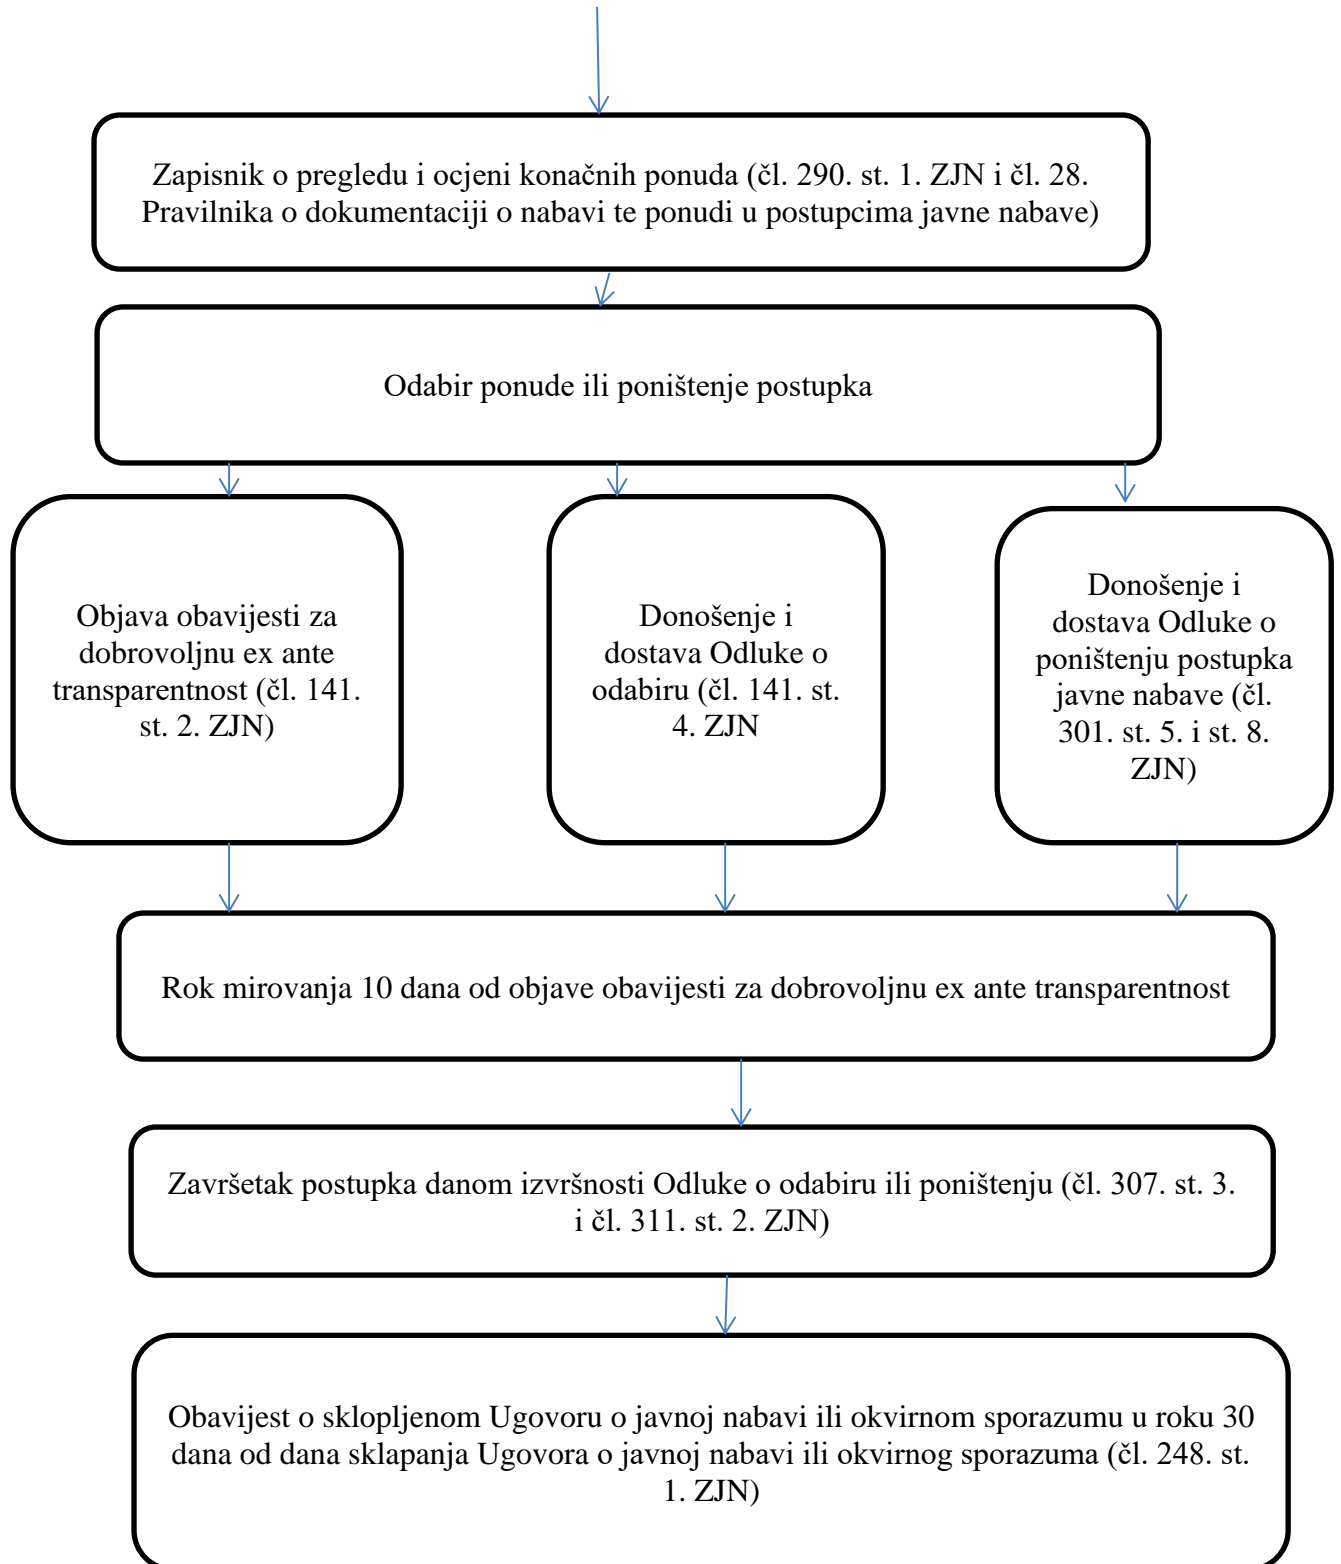 Zapisnik o pregledu i ocjeni konačnih ponuda (čl. 290. st. 1. ZJN i čl. 28.
Pravilnika o dokumentaciji o nabavi te ponudi u postupcima javne nabave)
Odabir ponude ili poništenje postupka
Objava obavijesti za
dobrovoljnu ex ante
transparentnost (čl. 141.
st. 2. ZJN)
Donošenje i
dostava Odluke o
odabiru (čl. 141. st.
4. ZJN
Donošenje i
dostava Odluke o
poništenju postupka
javne nabave (čl.
301. st. 5. i st. 8.
ZJN)
Rok mirovanja 10 dana od objave obavijesti za dobrovoljnu ex ante transparentnost
Završetak postupka danom izvršnosti Odluke o odabiru ili poništenju (čl. 307. st. 3.
i čl. 311. st. 2. ZJN)
Obavijest o sklopljenom Ugovoru o javnoj nabavi ili okvirnom sporazumu u roku 30
dana od dana sklapanja Ugovora o javnoj nabavi ili okvirnog sporazuma (čl. 248. st.
1. ZJN)